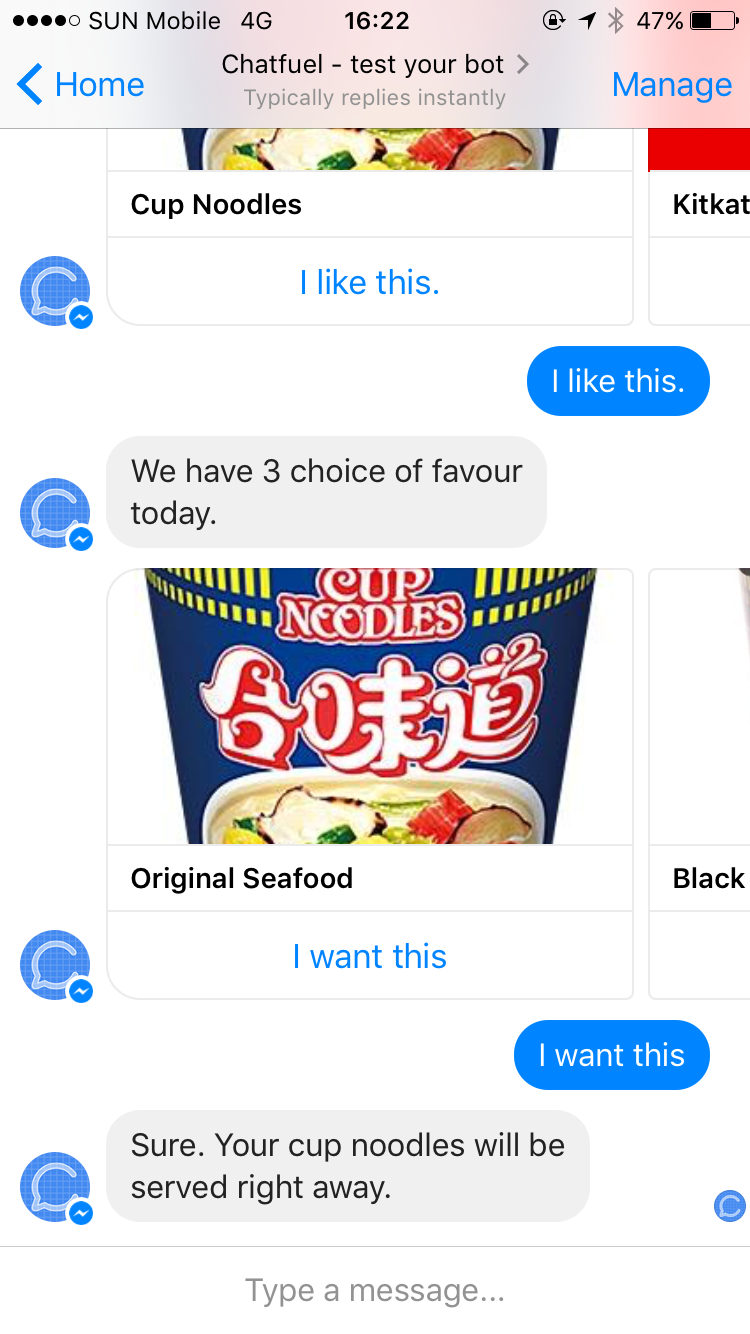 SUN Mobile 4G 16:22 47%
Home
Chatfuel - test your bot
Typically replies instantly
Manage
Cup Noodles
Kitkat
I like this.
I like this.
We have 3 choice of favour
today.
CUP
NOODLES
合味道
Original Seafood
Black
I want this
I want this
Sure. Your cup noodles will be
served right away.
Type a message...